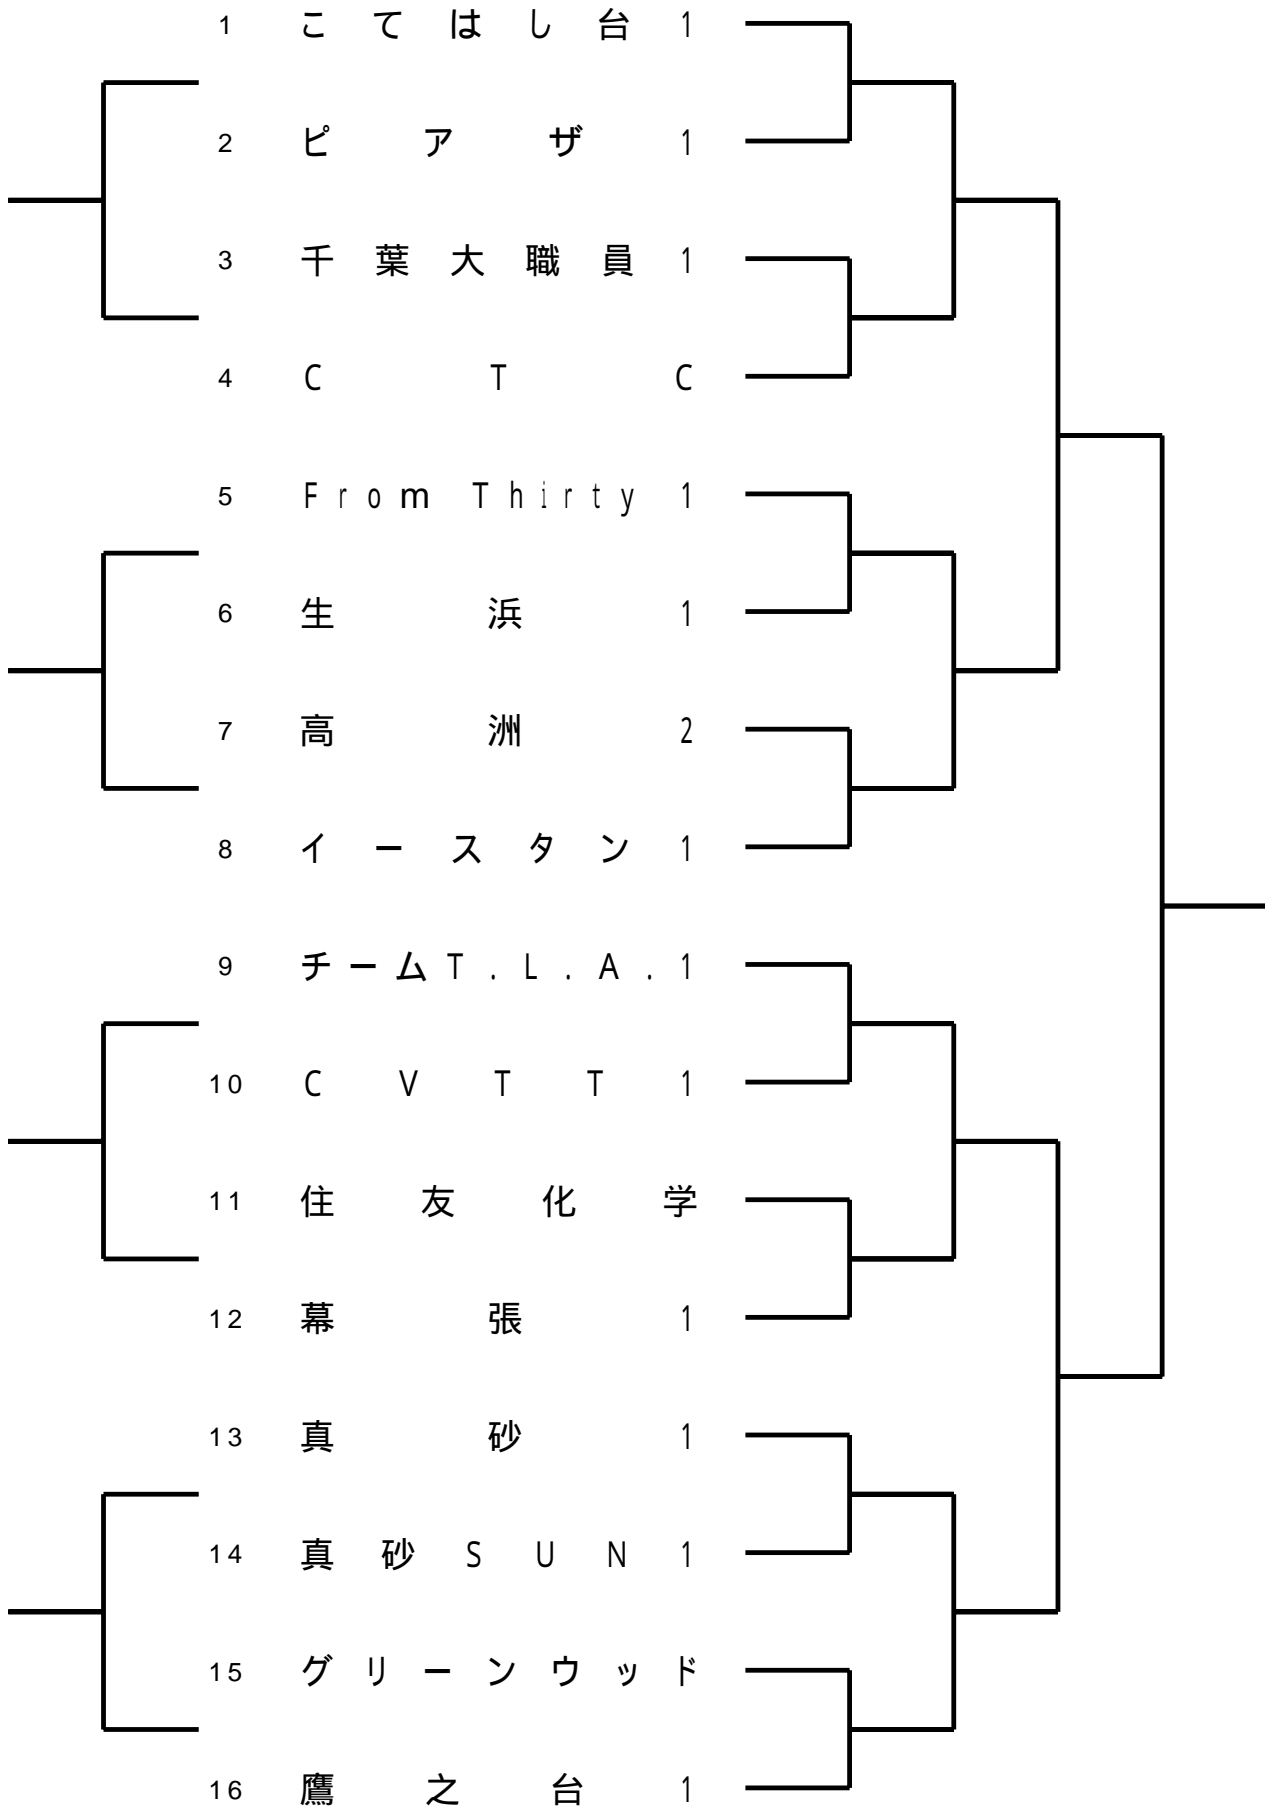 1 こてはし台1
2 ピアザ1
3 千葉大職員1
4 CTC
5 From Thirty 1
6 生浜1
7 高洲2
8 イースタン1
9 チームT.L.A.1
10 CVTT1
11 住友化学
12 幕張1
13 真砂1
14 真砂SUN1
15 グリーンウッド
16 鷹之台1